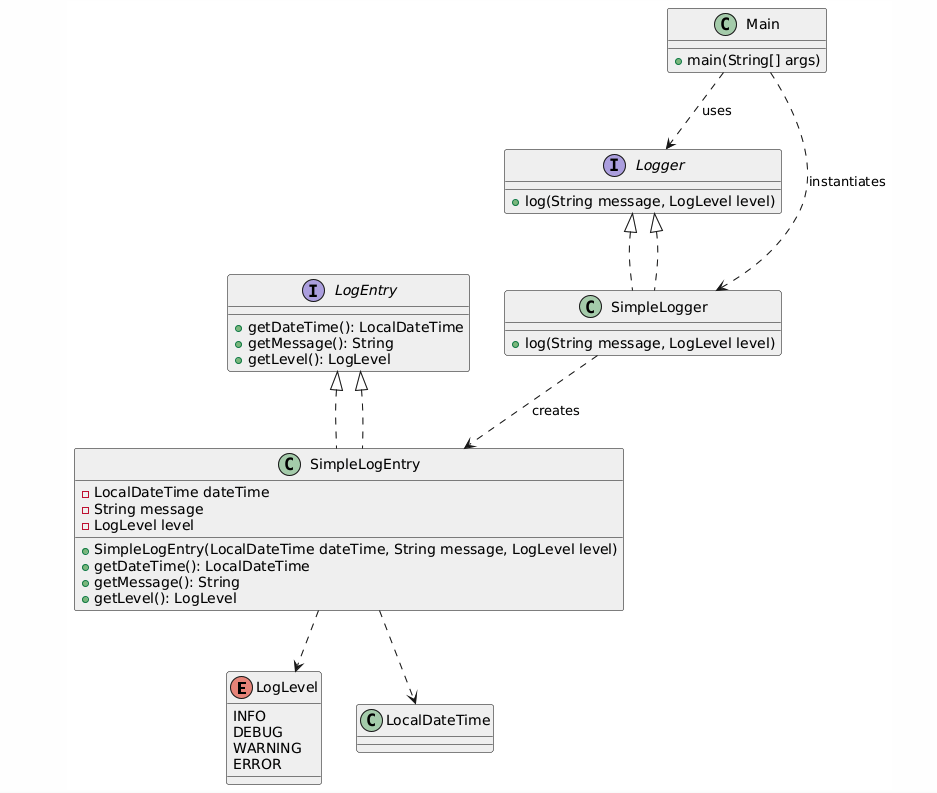 C Main
main(String[] args)
uses
I Logger
log(String message, LogLevel level)
instantiates
I LogEntry
getDateTime(): LocalDateTime
getMessage(): String
getLevel(): LogLevel
C SimpleLogger
log(String message, LogLevel level)
creates
C SimpleLogEntry
LocalDateTime dateTime
String message
LogLevel level
SimpleLogEntry(LocalDateTime dateTime, String message, LogLevel level)
getDateTime(): LocalDateTime
getMessage(): String
getLevel(): LogLevel
E LogLevel
INFO
DEBUG
WARNING
ERROR
C LocalDateTime